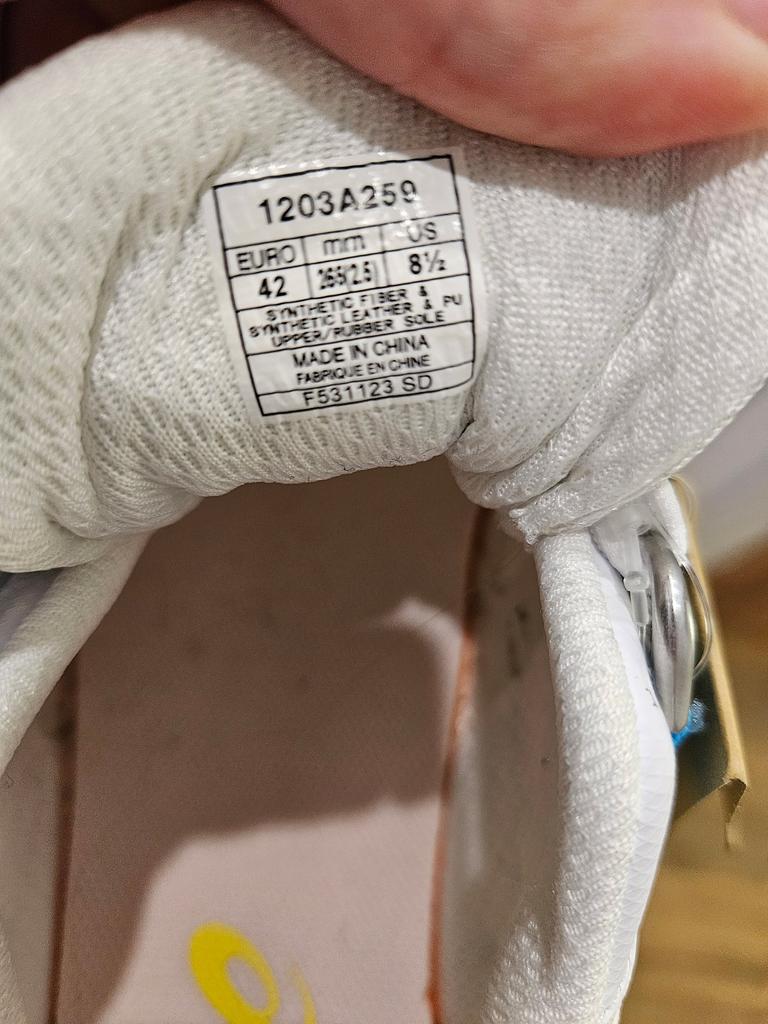 1203A259
EURO mm US
42 265(2.5) 8½
SYNTHETIC FIBER &
SYNTHETIC LEATHER & PU
UPPER/RUBBER SOLE
MADE IN CHINA
FABRIQUE EN CHINE
F531123 SD